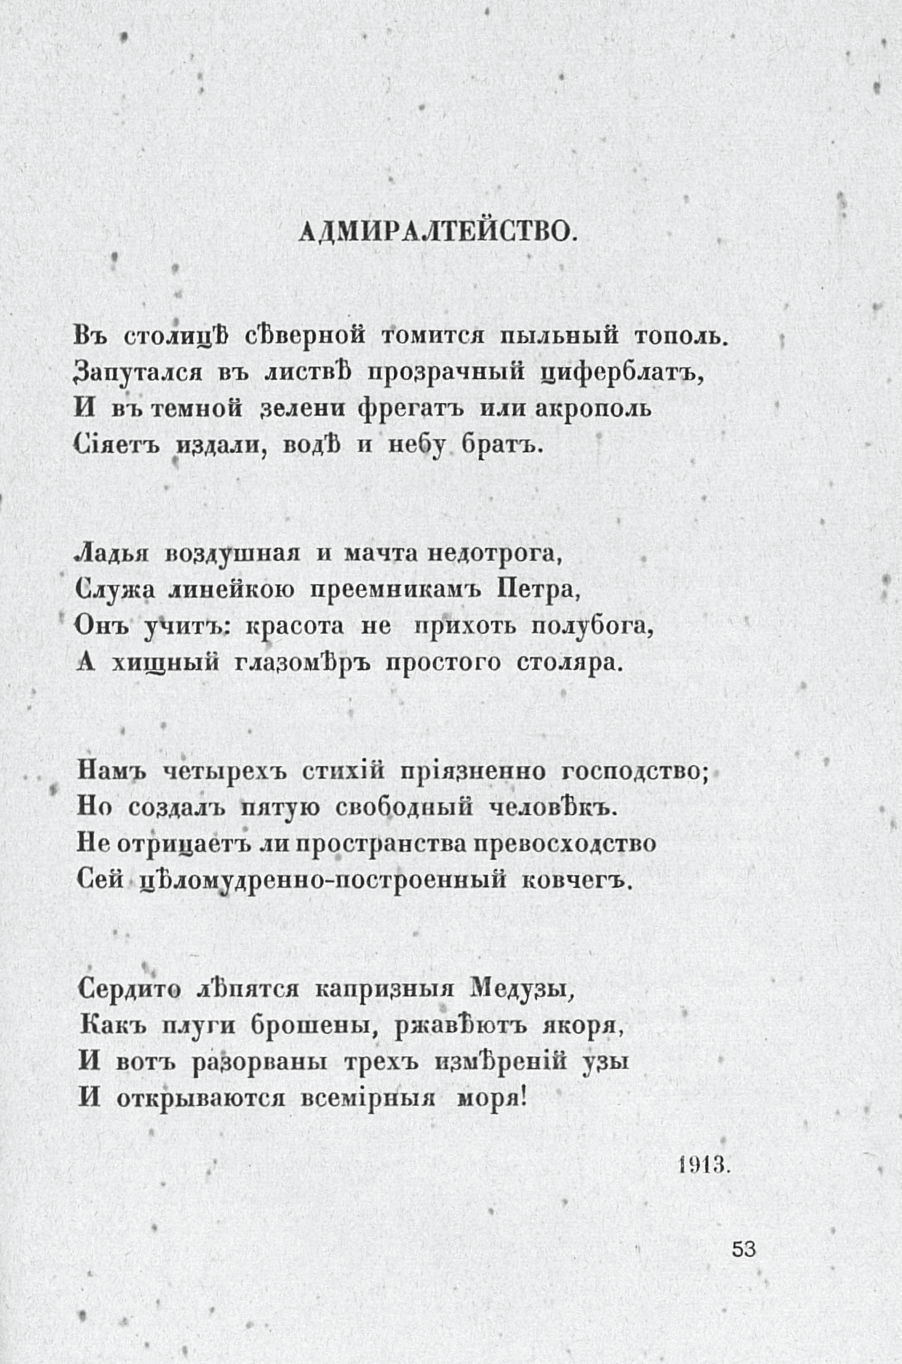 АДМИРАЛТЕЙСТВО.
Въ столицѣ сѣверной томится пыльный тополь.
Запутался въ листвѣ прозрачный циферблатъ,
И въ темной зелени фрегатъ или акрополь
Сіяетъ издали, водѣ и небу братъ.
Ладья воздушная и мачта недотрога,
Служа линейкою преемникамъ Петра,
Онъ учитъ: красота не прихоть полубога,
А хищный глазомѣръ простого столяра.
Намъ четырехъ стихій пріязненно господство;
Но создалъ пятую свободный человѣкъ.
Не отрицаетъ ли пространства превосходство
Сей цѣломудренно-построенный ковчегъ.
Сердито лѣпятся капризныя Медузы,
Какъ плуги брошены, ржавѣютъ якоря,
И вотъ разорваны трехъ измѣреній узы
И открываются всемірныя моря!
1913.
53